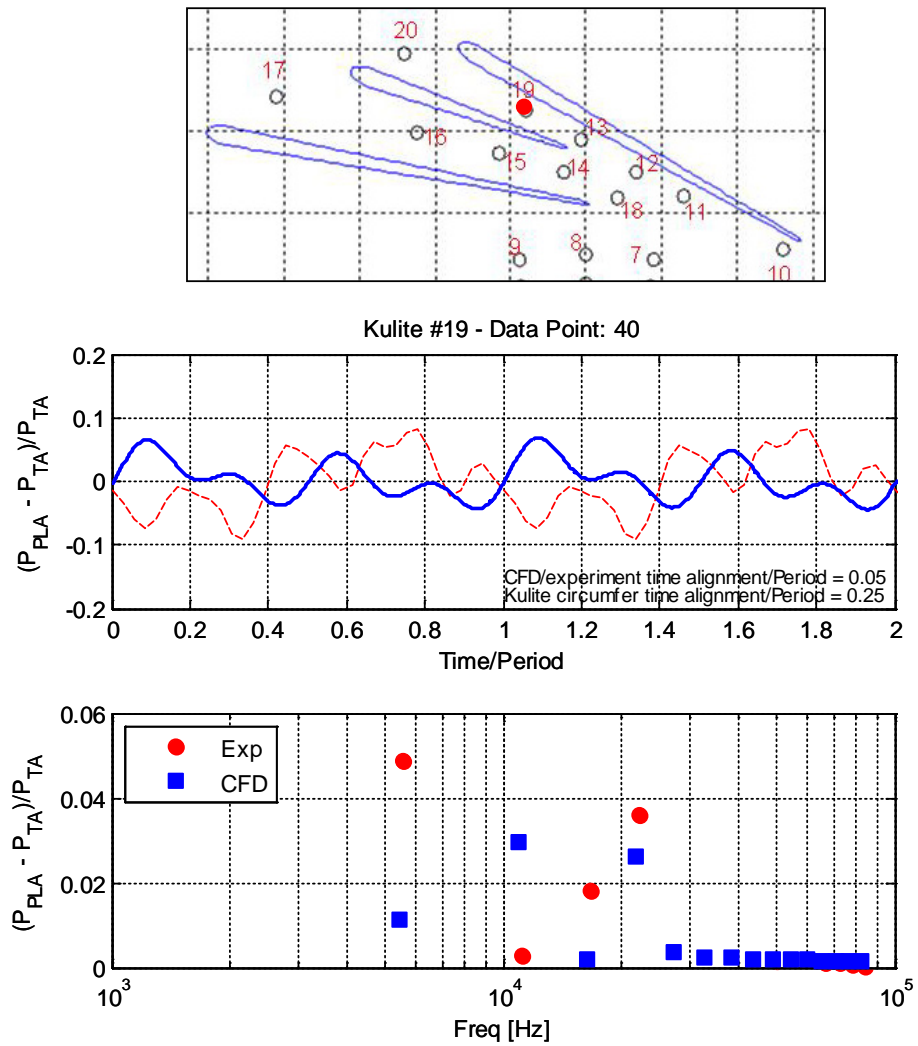 20
17
19
13
16
15
14
12
18
11
9
8
7
10
Kulite #19 - Data Point: 40
(P_PLA - P_TA)/P_TA
0.2
0.1
0
-0.1
-0.2
CFD/experiment time alignment/Period = 0.05
Kulite circumfer time alignment/Period = 0.25
0 0.2 0.4 0.6 0.8 1 1.2 1.4 1.6 1.8 2
Time/Period
(P_PLA - P_TA)/P_TA
0.06
0.04
0.02
0
Exp
CFD
10^3 10^4 10^5
Freq [Hz]